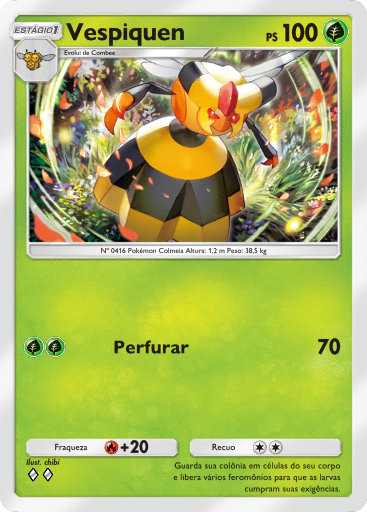 ESTÁGIO 1
Vespiquen
PS 100
Evolui de Combee
Nº 0416 Pokémon Colmeia Altura: 1,2 m Peso: 38,5 kg
Perfurar 70
Fraqueza +20 Recuo
Ilust. chibi
Guarda sua colônia em células do seu corpo
e libera vários feromônios para que as larvas
cumpram suas exigências.